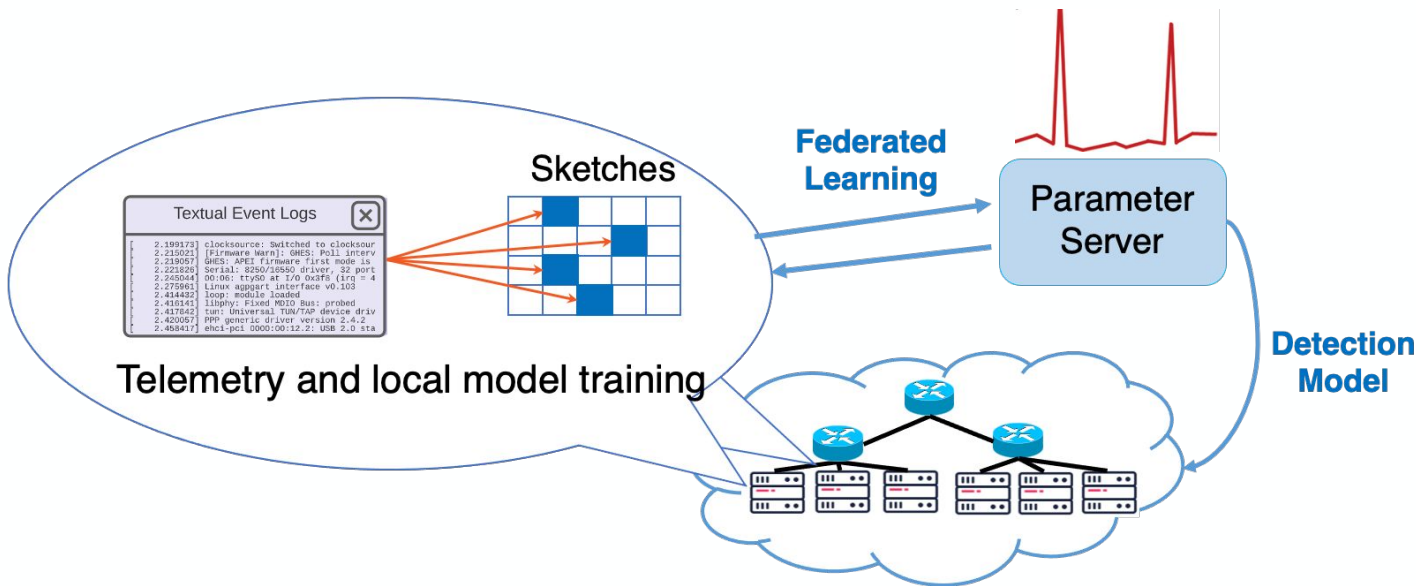 Federated
Learning
Sketches
Textual Event Logs
[ 2.199173] clocksource: Switched to clocksour
[ 2.215021] [Firmware Warn]: GHES: Poll interv
[ 2.219057] GHES: APEI firmware first mode is
[ 2.221826] Serial: 8250/16550 driver, 32 port
[ 2.245044] 00:06: ttyS0 at I/O 0x3f8 (irq = 4
[ 2.275961] Linux agpgart interface v0.103
[ 2.414432] loop: module loaded
[ 2.416141] libphy: Fixed MDIO Bus: probed
[ 2.417842] tun: Universal TUN/TAP device driv
[ 2.420057] PPP generic driver version 2.4.2
[ 2.458417] ehci-pci 0000:00:12.2: USB 2.0 sta
Parameter
Server
Telemetry and local model training
Detection
Model